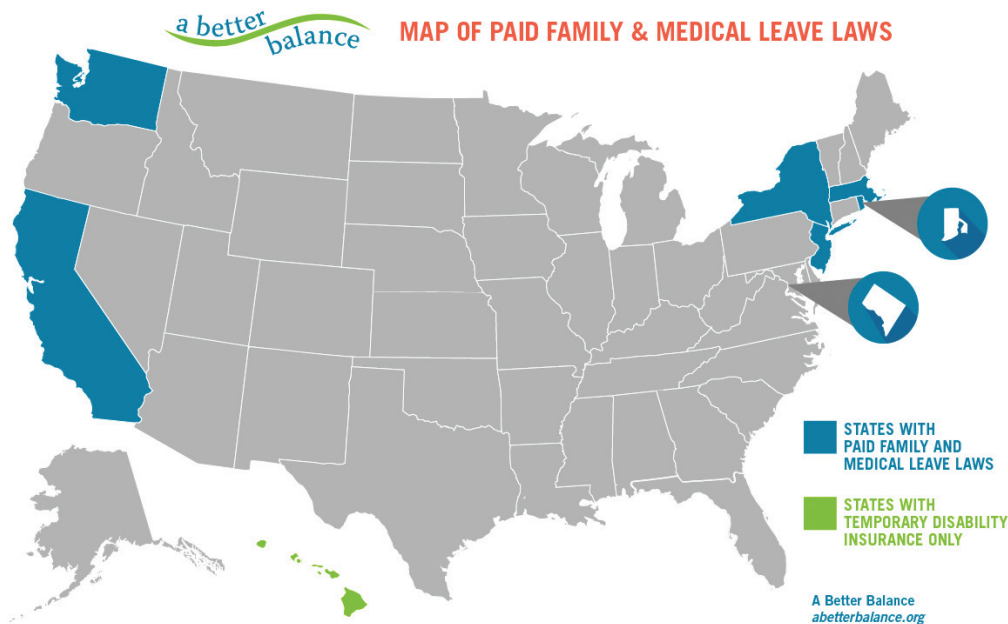 a better
balance
MAP OF PAID FAMILY & MEDICAL LEAVE LAWS
STATES WITH
PAID FAMILY AND
MEDICAL LEAVE LAWS
STATES WITH
TEMPORARY DISABILITY
INSURANCE ONLY
A Better Balance
abetterbalance.org